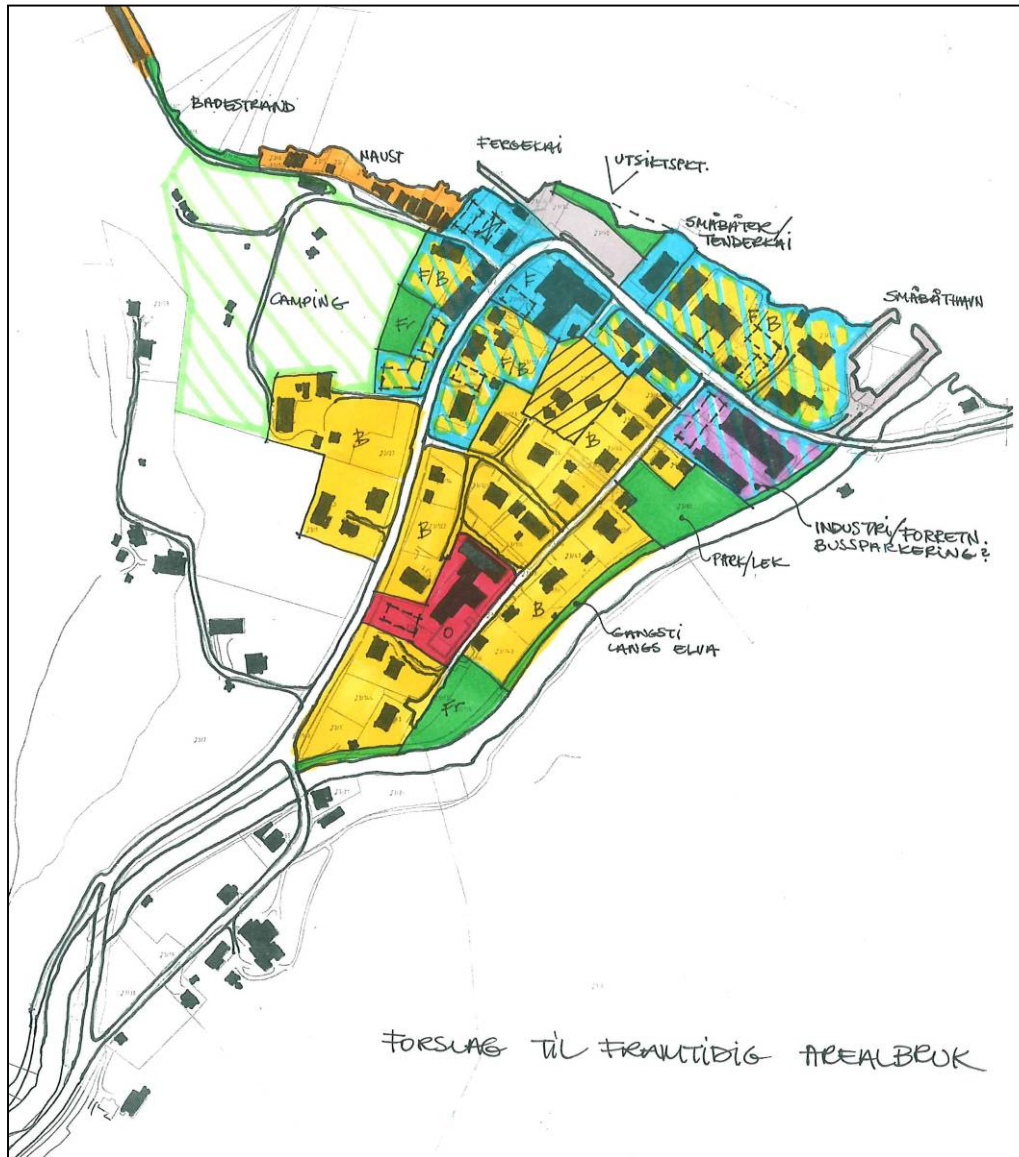 BADESTRAND
NAUST
FERGEKAI
UTSIKTSPKT.
SMÅBÅTER/
TENDERKAI
SMÅBÅTHAVN
CAMPING
F/B
F
F/B
Fr
F/B
B
B
B
B
O
Fr
PARK/LEK
INDUSTRI/FORRETN.
BUSSPARKERING?
GANGSTI
LANGS ELVA
FORSLAG TIL FRAMTIDIG AREALBRUK